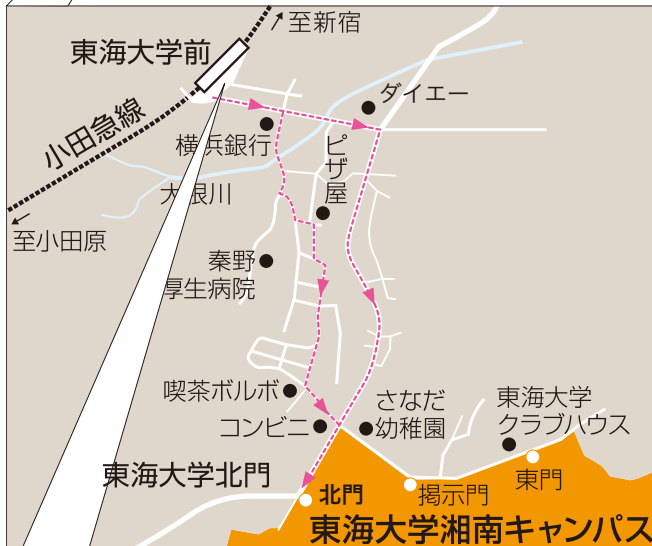 至新宿
東海大学前
ダイエー
小田急線
横浜銀行
ピザ屋
大根川
至小田原
秦野
厚生病院
喫茶ボルボ
さなだ
幼稚園
東海大学
クラブハウス
コンビニ
東海大学北門
北門
掲示門
東門
東海大学湘南キャンパス